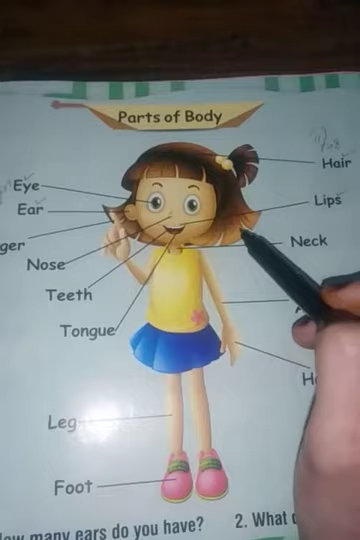 Parts of Body
Hair
Eye
Lips
Ear
Neck
ger
Nose
Teeth
Tongue
Leg
Foot
many ears do you have? 2. What